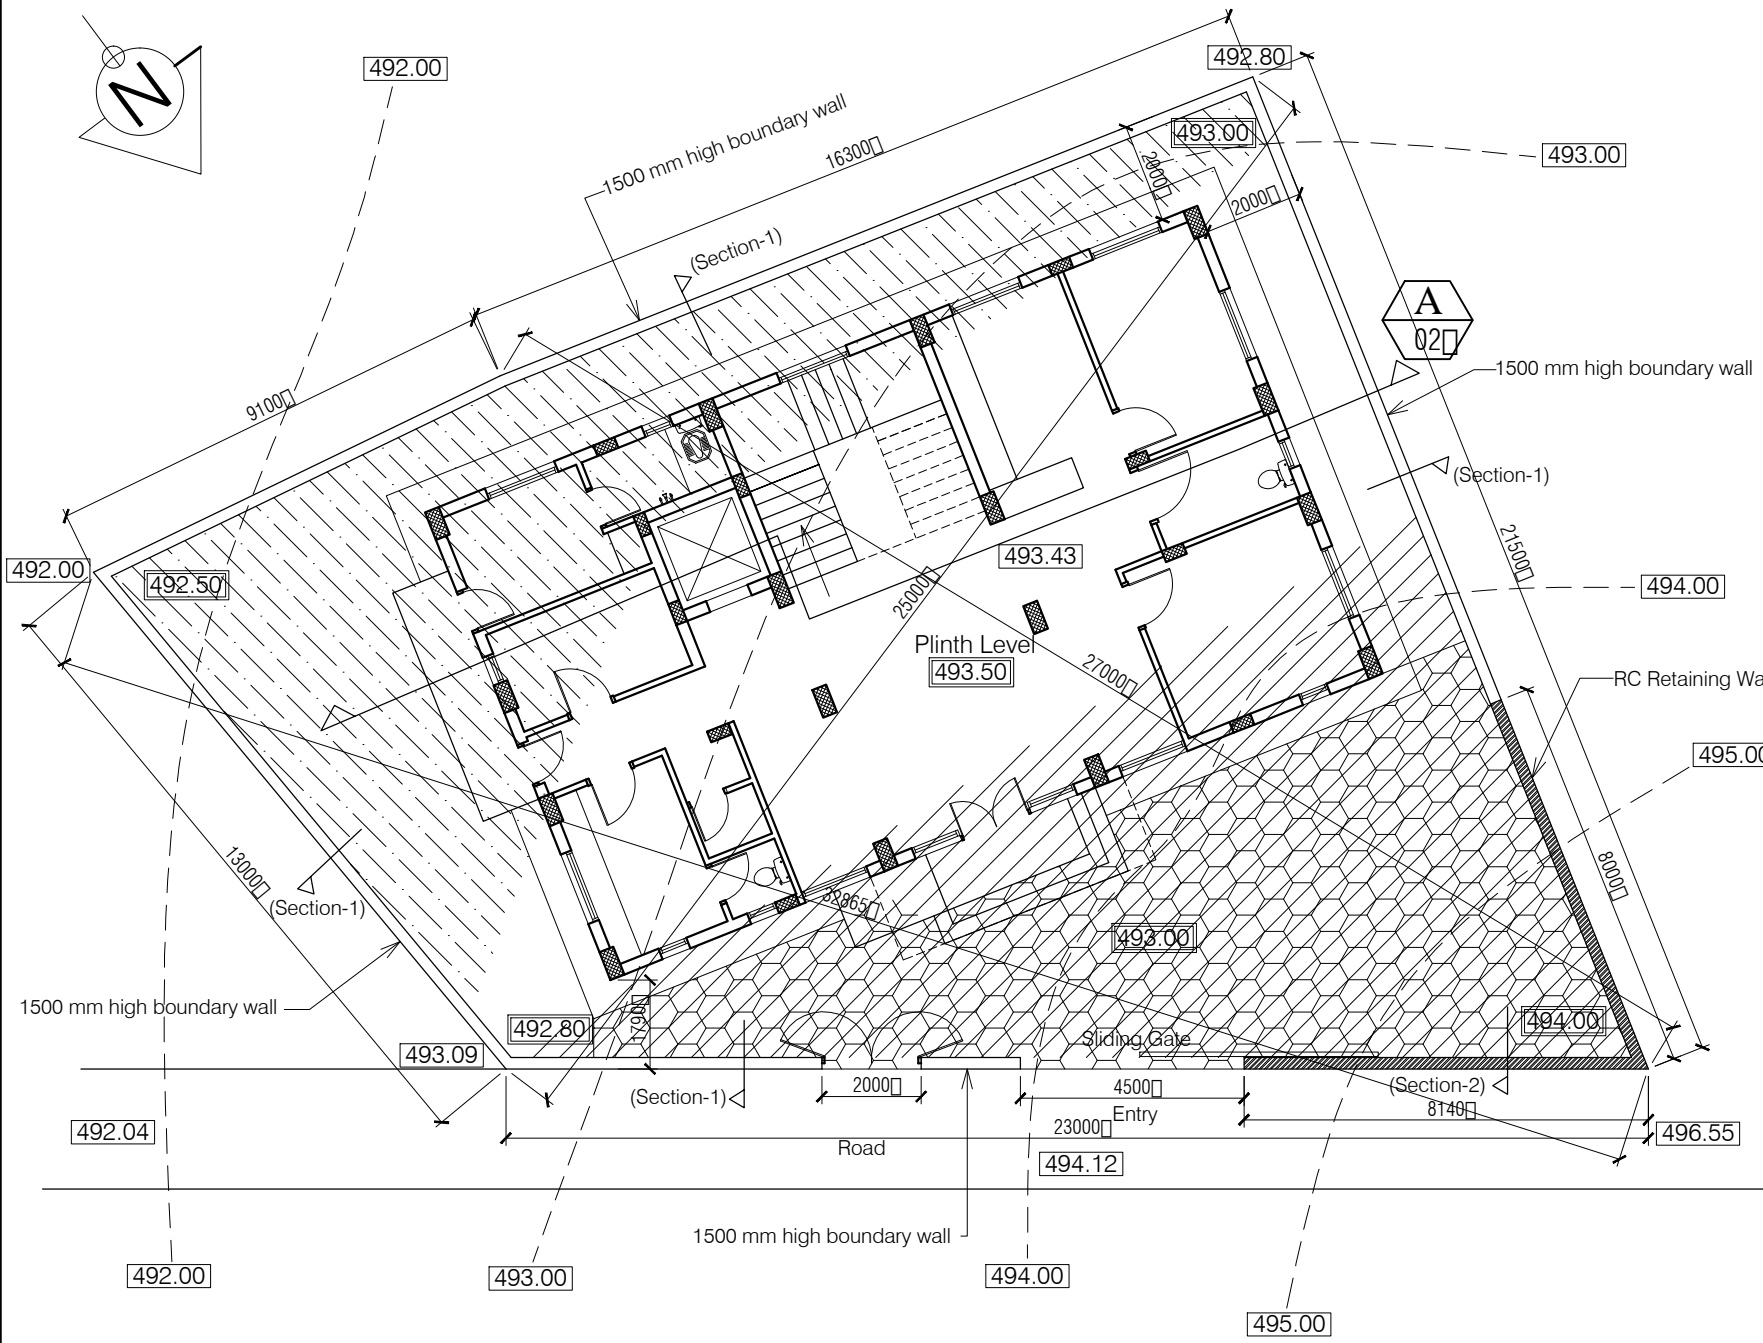 N
492.00
492.80
1500 mm high boundary wall
16300
493.00
493.00
2000
2000
(Section-1)
A
02
9100
1500 mm high boundary wall
(Section-1)
21500
492.00
492.50
493.43
25000
494.00
Plinth Level
493.50
27000
RC Retaining Wa
495.00
13000
8000
(Section-1)
32865
493.00
1500 mm high boundary wall
1790
492.80
494.00
493.09
Sliding Gate
2000
4500
(Section-1)
(Section-2)
8140
Entry
23000
492.04
Road
494.12
496.55
1500 mm high boundary wall
492.00
493.00
494.00
495.00